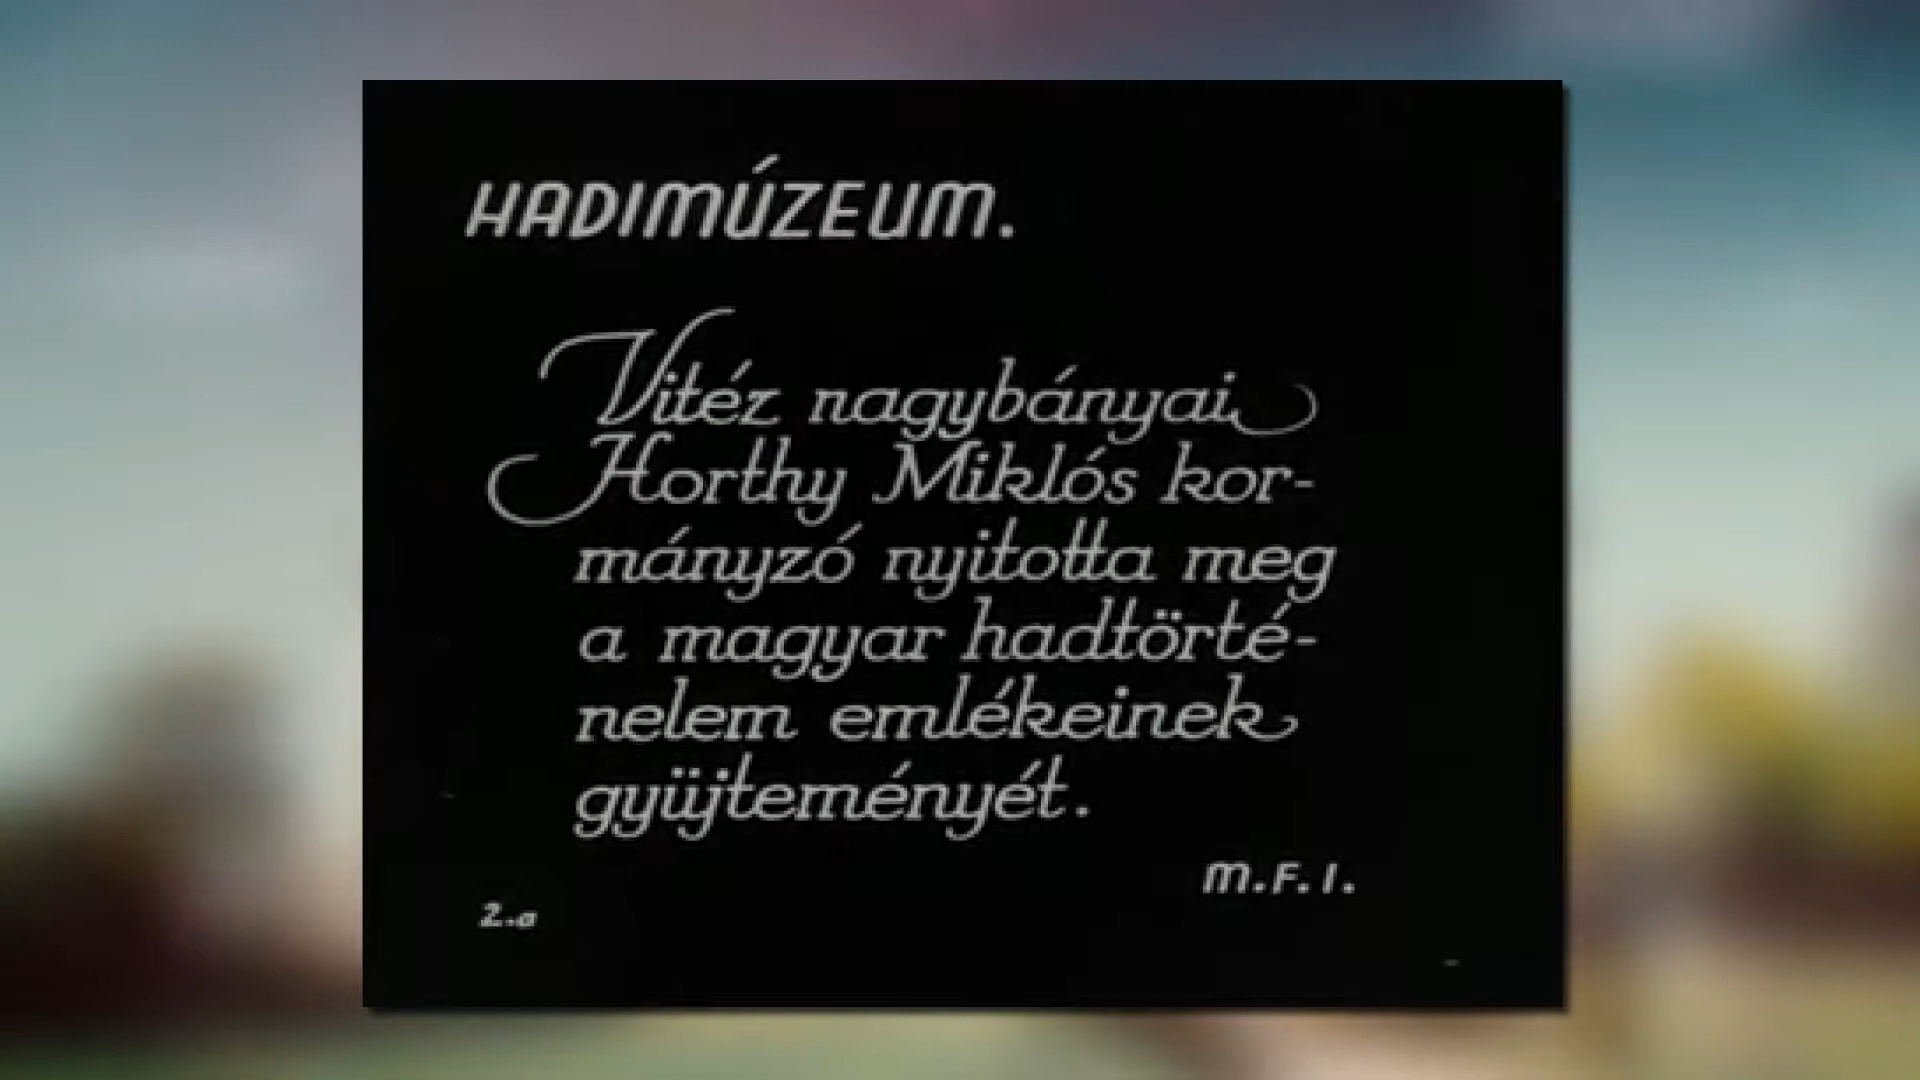 HADIMÚZEUM.
Vitéz nagybányai
Horthy Miklós kor-
mányzó nyitotta meg
a magyar hadtörté-
nelem emlékeinek
gyüjteményét.
M.F.I.
2.a